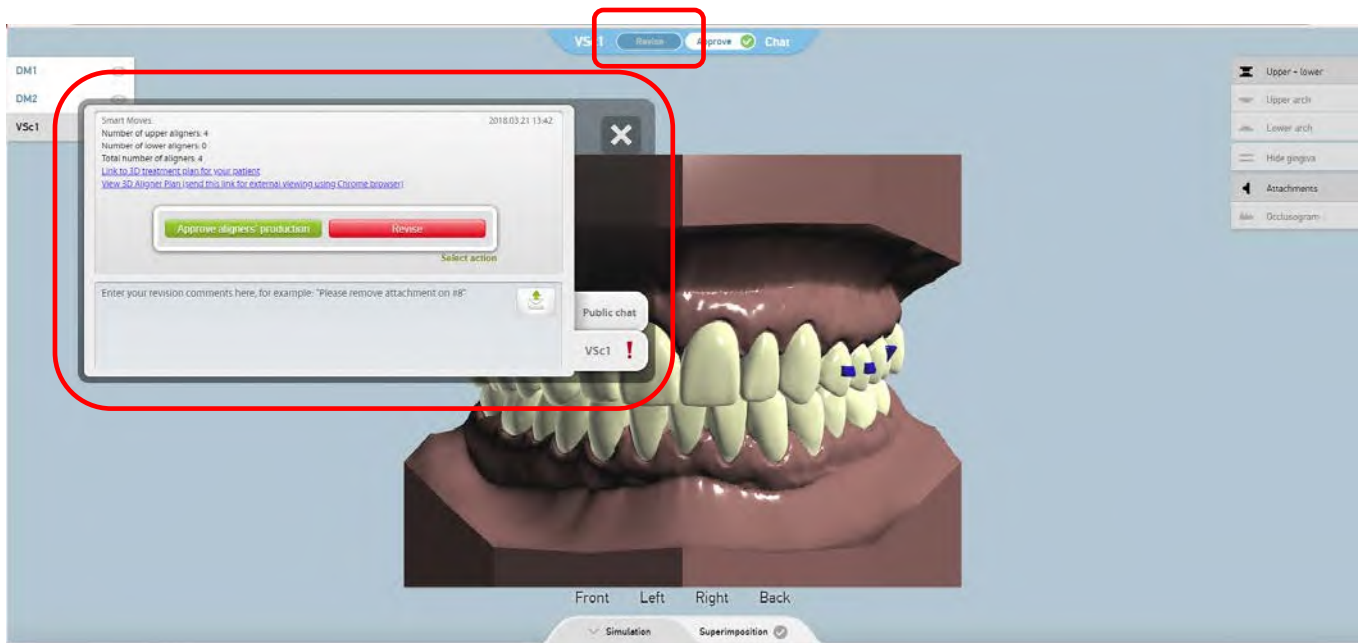 VSc1 Revise Approve Chat
DM1
DM2
VSc1
Smart Moves 2018.03.21 13:42
Number of upper aligners: 4
Number of lower aligners: 0
Total number of aligners: 4
Link to 3D treatment plan for your patient
View 3D Aligner Plan (send this link for external viewing using Chrome browser)
Approve aligners' production Revise
Select action
Enter your revision comments here, for example: "Please remove attachment on #8"
Public chat
VSc1 !
Upper - lower
Upper arch
Lower arch
Hide gingiva
Attachments
Occlusogram
Front Left Right Back
Simulation Superimposition